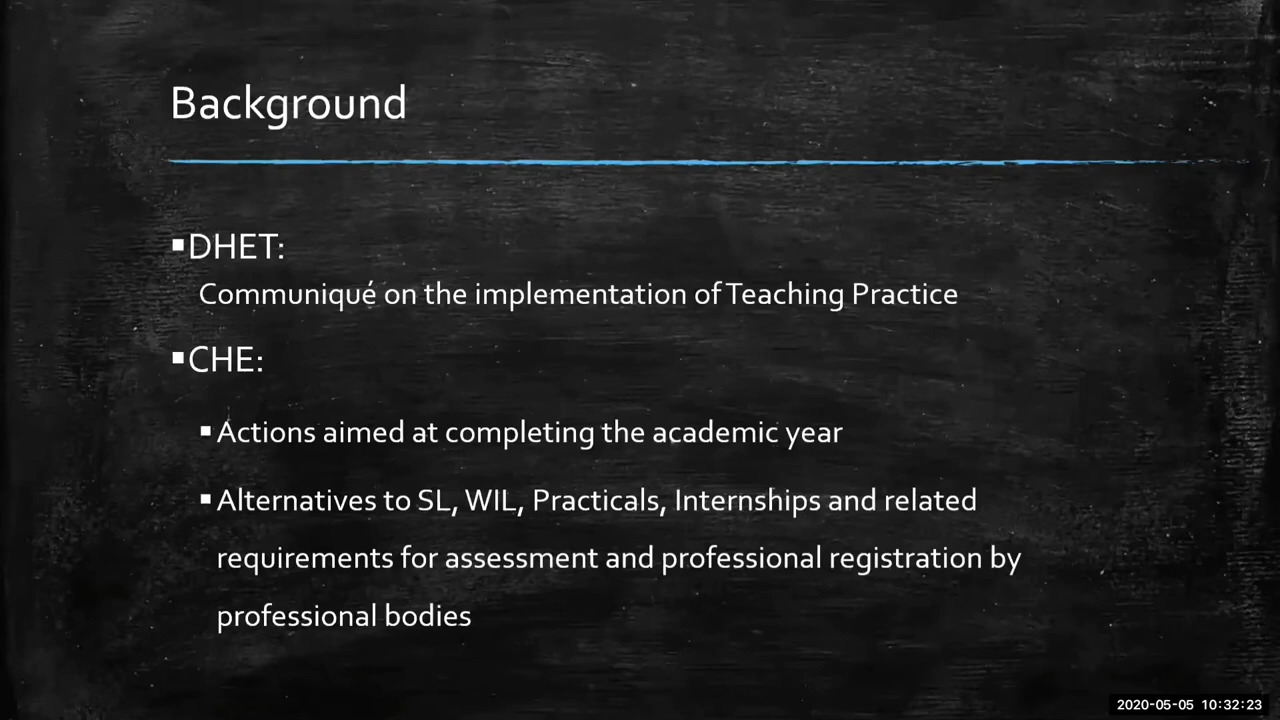 Background
▪DHET:
Communiqué on the implementation of Teaching Practice
▪CHE:
▪Actions aimed at completing the academic year
▪Alternatives to SL, WIL, Practicals, Internships and related
requirements for assessment and professional registration by
professional bodies
2020-05-05 10:32:23